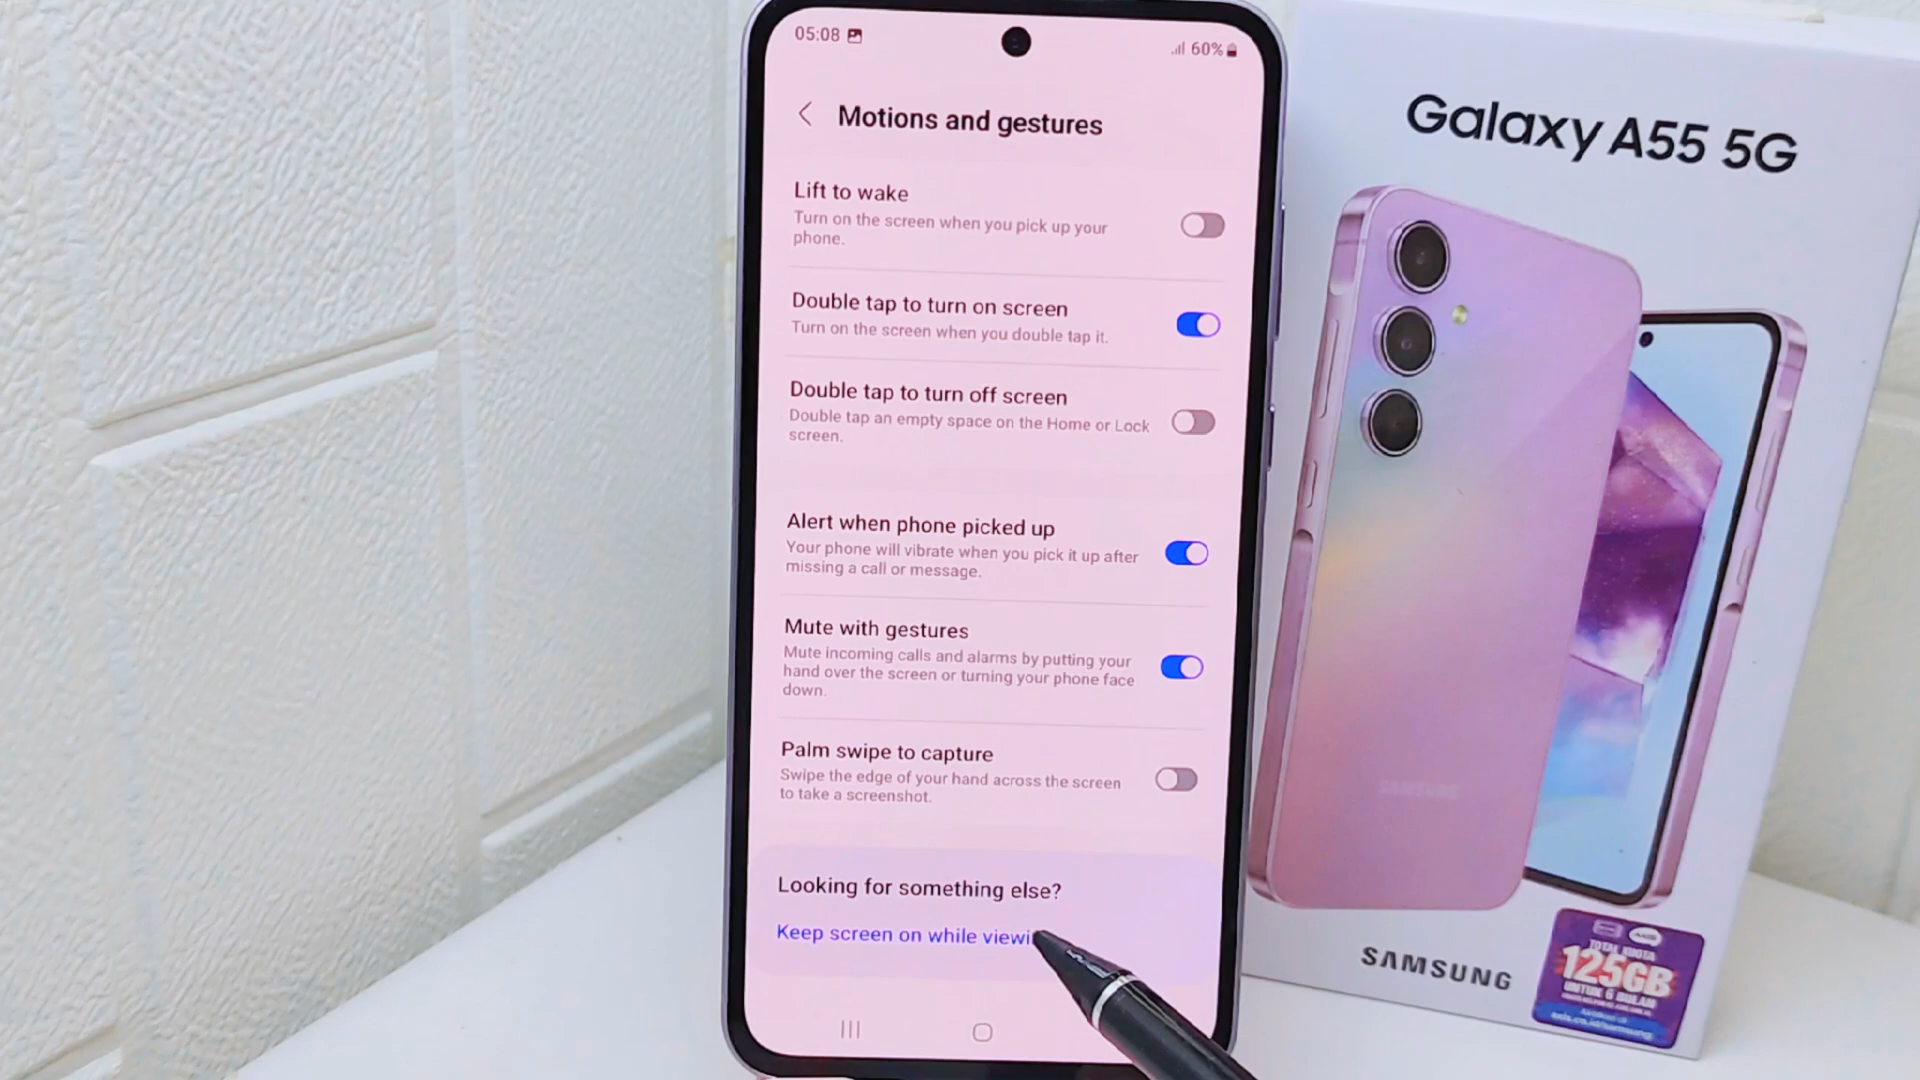 05:08
60%
Motions and gestures
Lift to wake
Turn on the screen when you pick up your
phone.
Double tap to turn on screen
Turn on the screen when you double tap it.
Double tap to turn off screen
Double tap an empty space on the Home or Lock
screen.
Alert when phone picked up
Your phone will vibrate when you pick it up after
missing a call or message.
Mute with gestures
Mute incoming calls and alarms by putting your
hand over the screen or turning your phone face
down.
Palm swipe to capture
Swipe the edge of your hand across the screen
to take a screenshot.
Looking for something else?
Keep screen on while viewi
Galaxy A55 5G
SAMSUNG
SAMSUNG
TOTAL KUOTA
125GB
UNTUK 6 BULAN